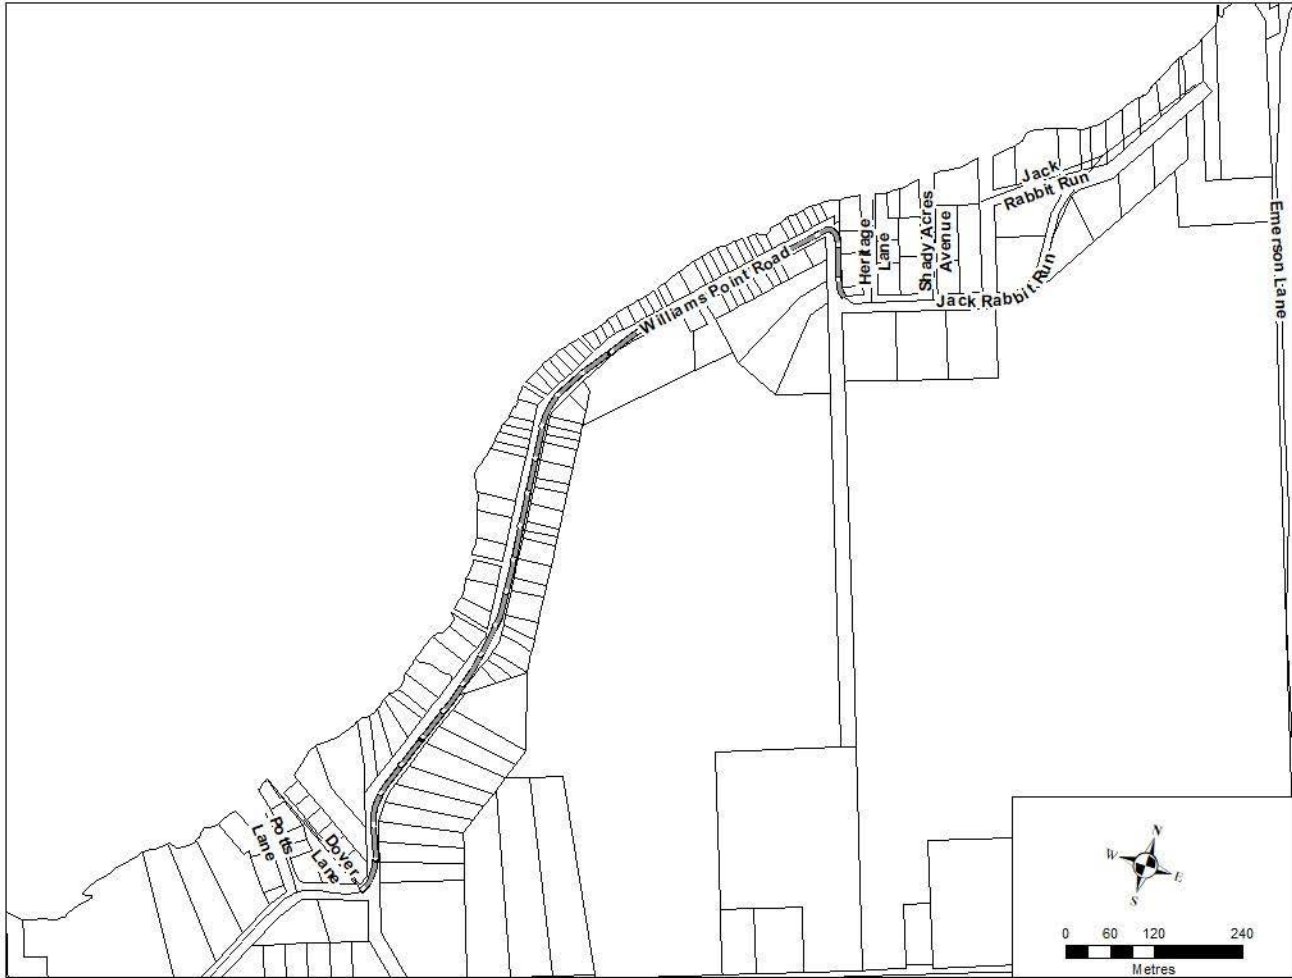 Jack
Rabbit Run
Heritage
Lane
Shady Acres
Avenue
Emerson Lane
Williams Point Road
Jack Rabbit Run
Potts
Lane
Dover
Lane
N
W
E
S
0 60 120 240
Metres